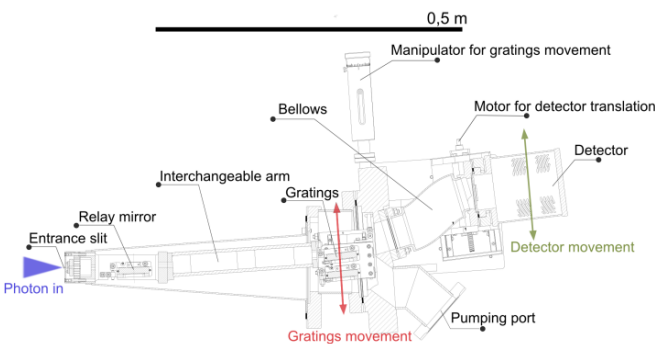 0,5 m
Manipulator for gratings movement
Bellows
Motor for detector translation
Detector
Interchangeable arm
Gratings
Relay mirror
Entrance slit
Detector movement
Photon in
Pumping port
Gratings movement